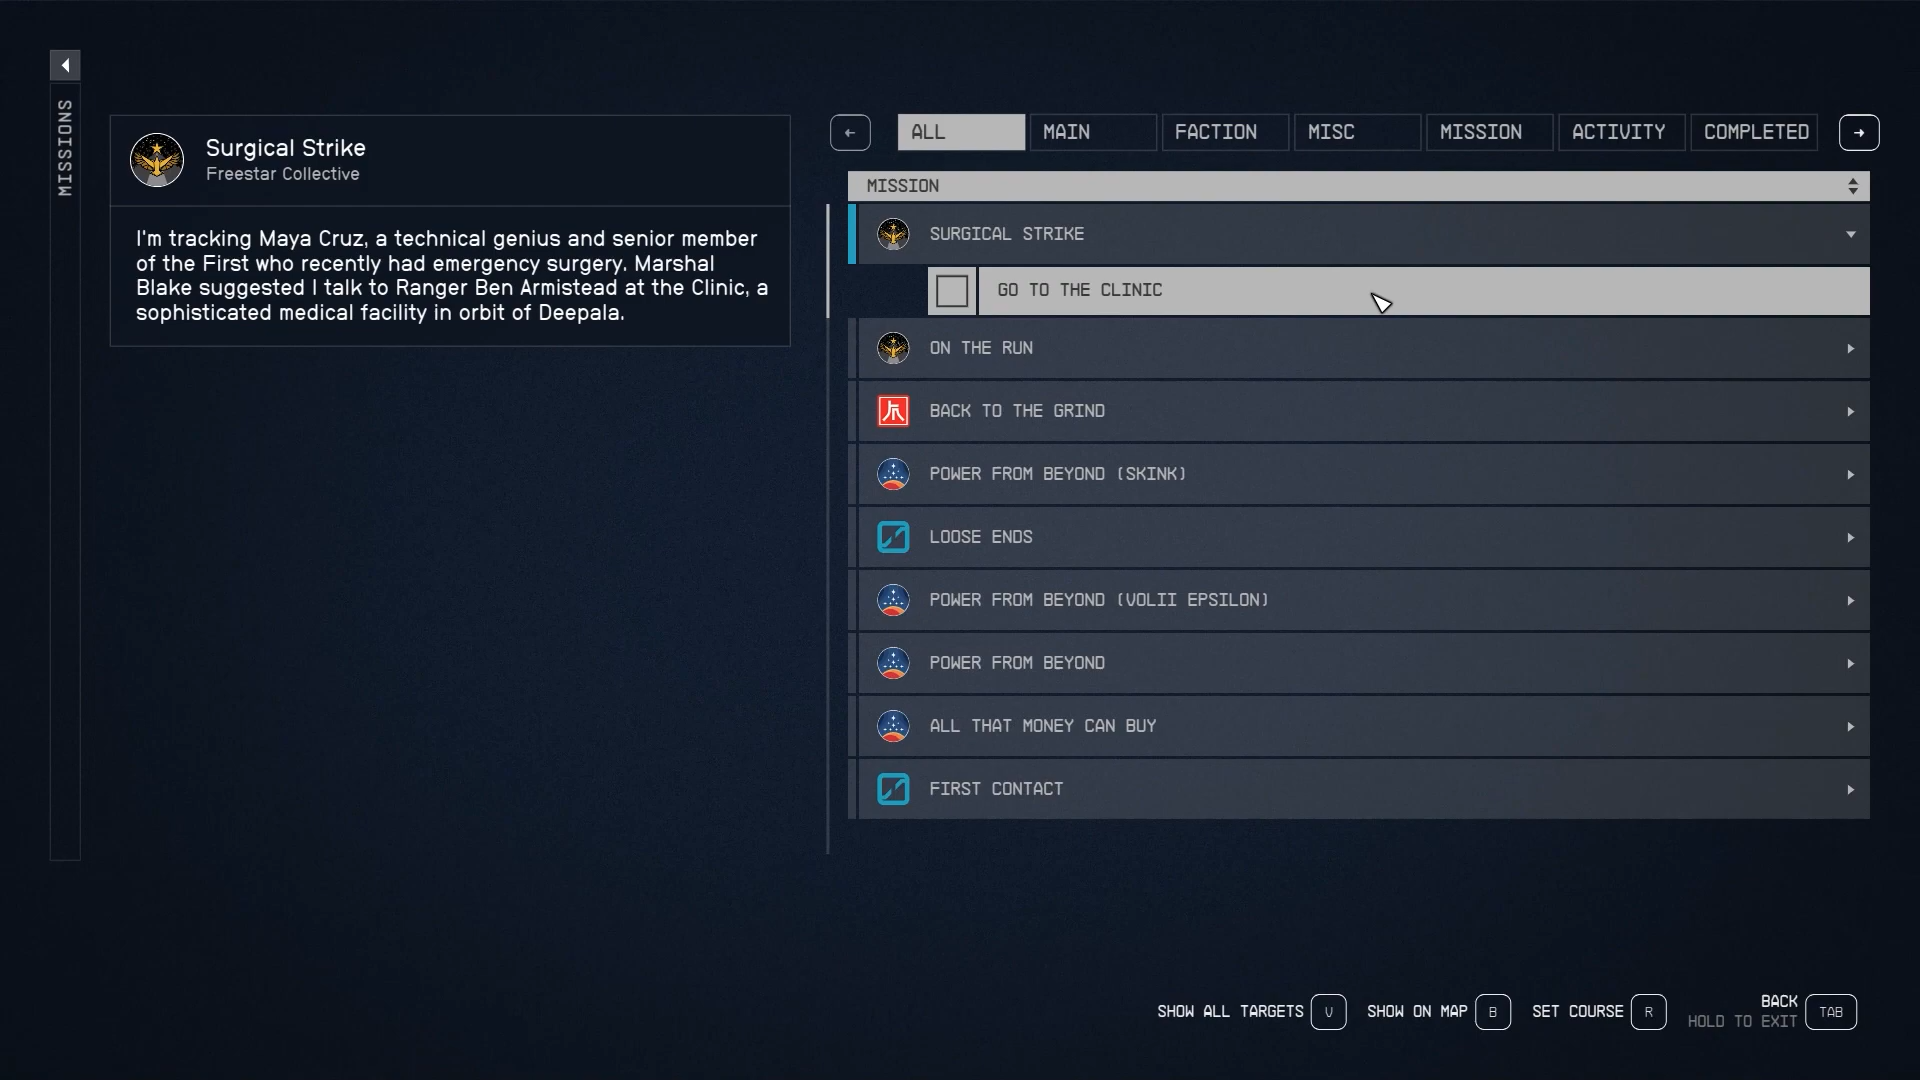 MISSIONS
Surgical Strike
Freestar Collective
I'm tracking Maya Cruz, a technical genius and senior member
of the First who recently had emergency surgery. Marshal
Blake suggested I talk to Ranger Ben Armistead at the Clinic, a
sophisticated medical facility in orbit of Deepala.
ALL MAIN FACTION MISC MISSION ACTIVITY COMPLETED
MISSION
SURGICAL STRIKE
GO TO THE CLINIC
ON THE RUN
BACK TO THE GRIND
POWER FROM BEYOND (SKINK)
LOOSE ENDS
POWER FROM BEYOND (VOLII EPSILON)
POWER FROM BEYOND
ALL THAT MONEY CAN BUY
FIRST CONTACT
SHOW ALL TARGETS V SHOW ON MAP B SET COURSE R BACK TAB
HOLD TO EXIT